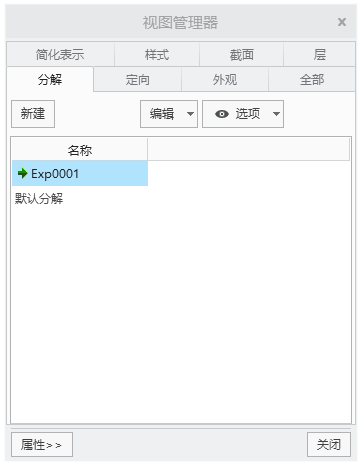 视图管理器
简化表示 样式 截面 层
分解 定向 外观 全部
新建 编辑 选项
名称
Exp0001
默认分解
属性>> 关闭